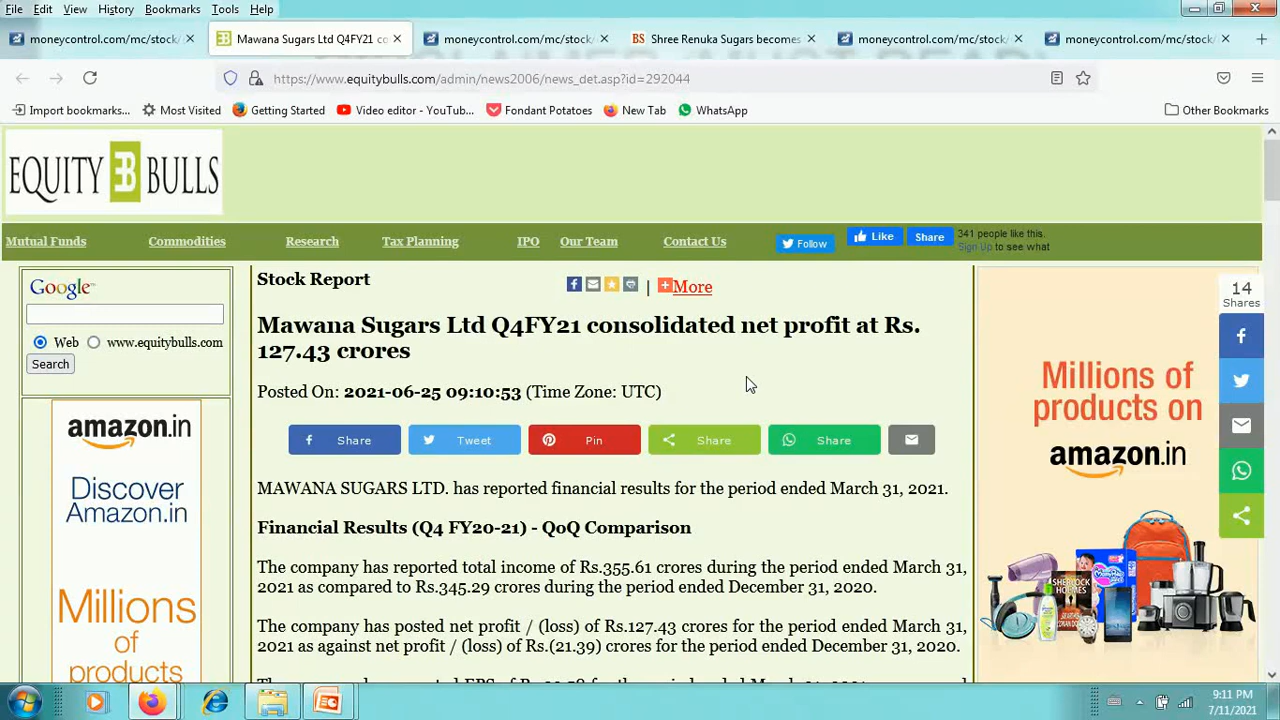 File Edit View History Bookmarks Tools Help
moneycontrol.com/mc/stock/
Mawana Sugars Ltd Q4FY21 co
moneycontrol.com/mc/stock/
BS Shree Renuka Sugars becomes
moneycontrol.com/mc/stock/
moneycontrol.com/mc/stock/
https://www.equitybulls.com/admin/news2006/news_det.asp?id=292044
Import bookmarks... Most Visited Getting Started Video editor - YouTub... Fondant Potatoes New Tab WhatsApp Other Bookmarks
EQUITY BULLS
Mutual Funds Commodities Research Tax Planning IPO Our Team Contact Us
Follow
Like Share
341 people like this.
Sign Up to see what
Google
Web www.equitybulls.com
Search
Stock Report
| More
Mawana Sugars Ltd Q4FY21 consolidated net profit at Rs.
127.43 crores
Posted On: 2021-06-25 09:10:53 (Time Zone: UTC)
Share Tweet Pin Share Share
MAWANA SUGARS LTD. has reported financial results for the period ended March 31, 2021.
Financial Results (Q4 FY20-21) - QoQ Comparison
The company has reported total income of Rs.355.61 crores during the period ended March 31,
2021 as compared to Rs.345.29 crores during the period ended December 31, 2020.
The company has posted net profit / (loss) of Rs.127.43 crores for the period ended March 31,
2021 as against net profit / (loss) of Rs.(21.39) crores for the period ended December 31, 2020.
amazon.in
Discover
Amazon.in
Millions
of
products
Millions of
products on
amazon.in
SHERLOCK
HOLMES
14
Shares
9:11 PM
7/11/2021